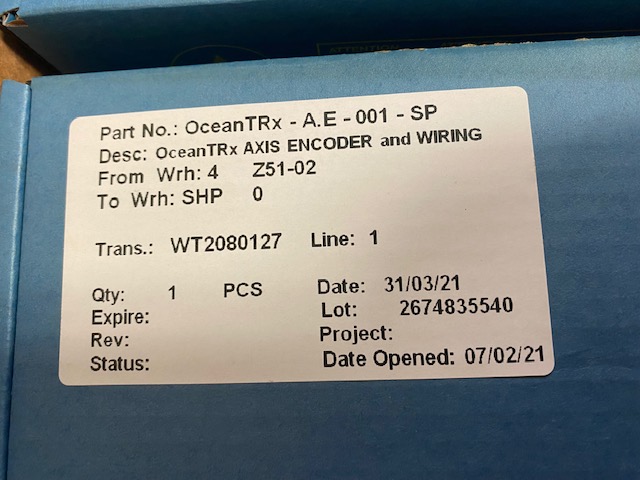 ATTENTION
Part No.: OceanTRx - A.E - 001 - SP
Desc: OceanTRx AXIS ENCODER and WIRING
From Wrh: 4 Z51-02
To Wrh: SHP 0
Trans.: WT2080127 Line: 1
Qty: 1 PCS Date: 31/03/21
Expire: Lot: 2674835540
Rev: Project:
Status: Date Opened: 07/02/21